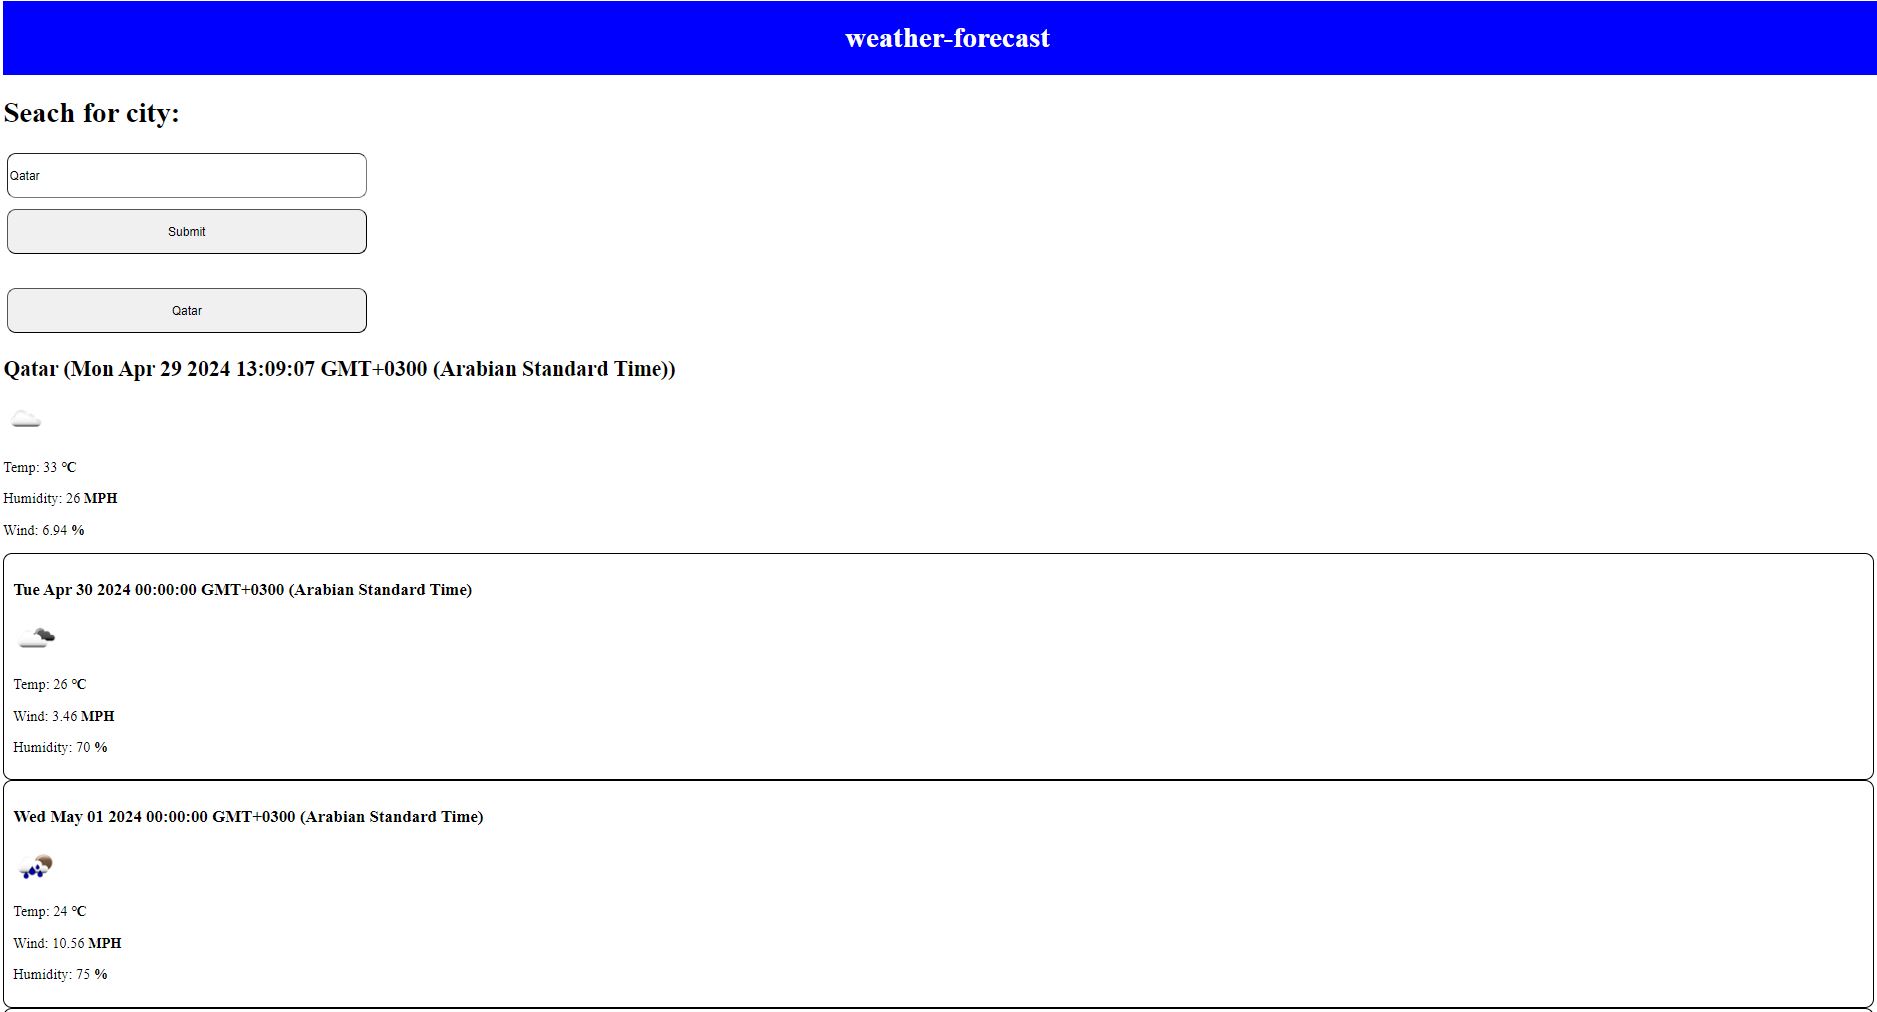 weather-forecast
Seach for city:
Qatar
Submit
Qatar
Qatar (Mon Apr 29 2024 13:09:07 GMT+0300 (Arabian Standard Time))
Temp: 33 °C
Humidity: 26 MPH
Wind: 6.94 %
Tue Apr 30 2024 00:00:00 GMT+0300 (Arabian Standard Time)
Temp: 26 °C
Wind: 3.46 MPH
Humidity: 70 %
Wed May 01 2024 00:00:00 GMT+0300 (Arabian Standard Time)
Temp: 24 °C
Wind: 10.56 MPH
Humidity: 75 %